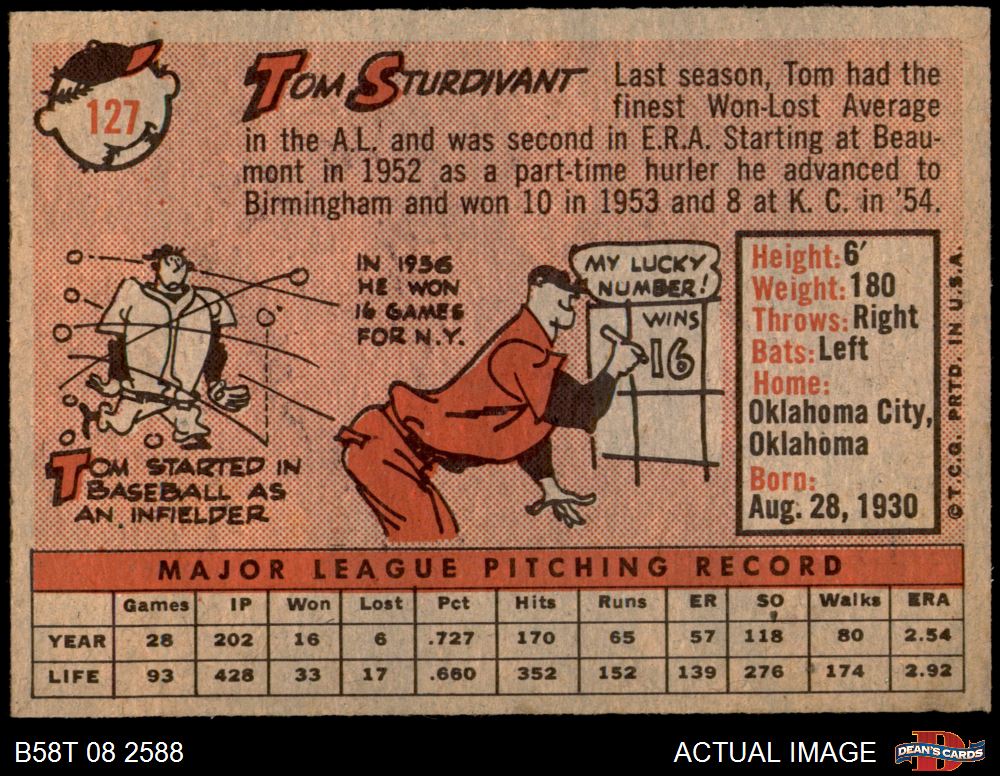 127
TOM STURDIVANT
Last season, Tom had the
finest Won-Lost Average
in the A.L. and was second in E.R.A. Starting at Beau-
mont in 1952 as a part-time hurler he advanced to
Birmingham and won 10 in 1953 and 8 at K. C. in '54.
TOM STARTED IN
BASEBALL AS
AN INFIELDER
IN 1956
HE WON
16 GAMES
FOR N.Y.
MY LUCKY
NUMBER!
WINS
16
Height: 6'
Weight: 180
Throws: Right
Bats: Left
Home:
Oklahoma City,
Oklahoma
Born:
Aug. 28, 1930
© T.C.G. PRTD. IN U.S.A.
MAJOR LEAGUE PITCHING RECORD
Games IP Won Lost Pct Hits Runs ER SO Walks ERA
YEAR 28 202 16 6 .727 170 65 57 118 80 2.54
LIFE 93 428 33 17 .660 352 152 139 276 174 2.92
B58T 08 2588
ACTUAL IMAGE
DEAN'S CARDS